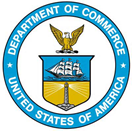 DEPARTMENT OF COMMERCE
UNITED STATES OF AMERICA